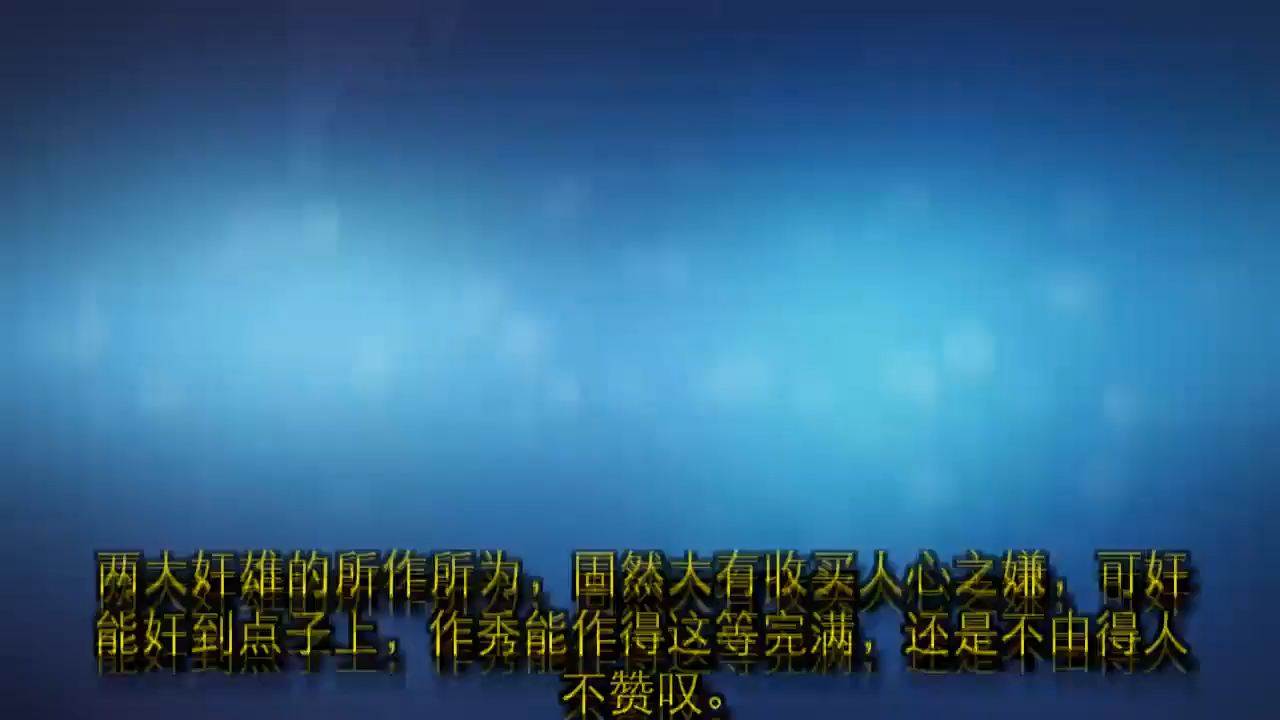 两大奸雄的所作所为，固然大有收买人心之嫌，可奸
能奸到点子上，作秀能作得这等完满，还是不由得人
不赞叹。